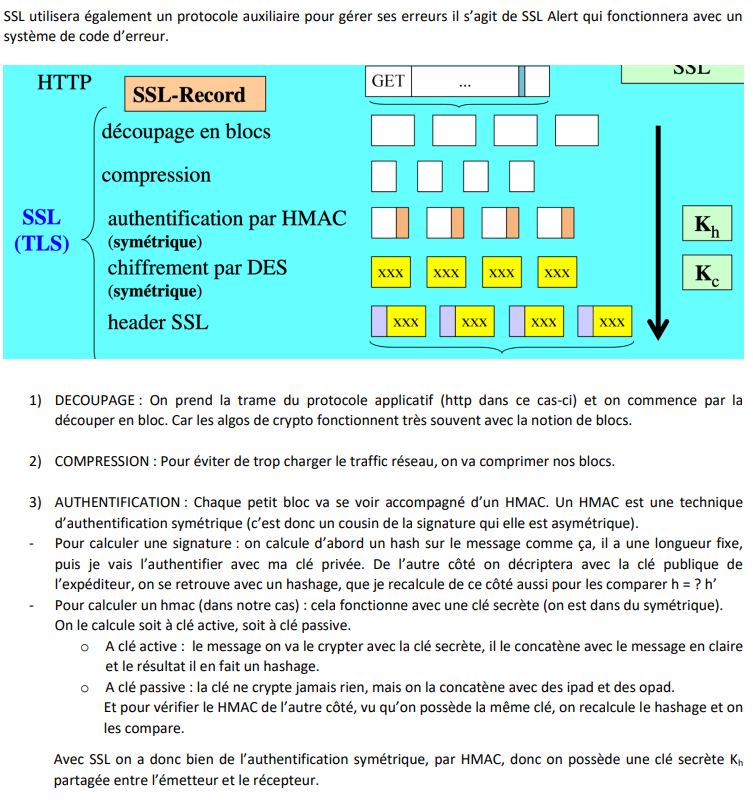 SSL utilisera également un protocole auxiliaire pour gérer ses erreurs il s’agit de SSL Alert qui fonctionnera avec un
système de code d’erreur.
HTTP
SSL-Record
GET
...
SSL
découpage en blocs
compression
SSL
(TLS)
authentification par HMAC
(symétrique)
Kh
chiffrement par DES
(symétrique)
xxx xxx xxx xxx
Kc
header SSL
xxx xxx xxx xxx
1) DECOUPAGE : On prend la trame du protocole applicatif (http dans ce cas-ci) et on commence par la
découper en bloc. Car les algos de crypto fonctionnent très souvent avec la notion de blocs.
2) COMPRESSION : Pour éviter de trop charger le traffic réseau, on va comprimer nos blocs.
3) AUTHENTIFICATION : Chaque petit bloc va se voir accompagné d’un HMAC. Un HMAC est une technique
d’authentification symétrique (c’est donc un cousin de la signature qui elle est asymétrique).
- Pour calculer une signature : on calcule d’abord un hash sur le message comme ça, il a une longueur fixe,
puis je vais l’authentifier avec ma clé privée. De l’autre côté on décriptera avec la clé publique de
l’expéditeur, on se retrouve avec un hashage, que je recalcule de ce côté aussi pour les comparer h = ? h’
- Pour calculer un hmac (dans notre cas) : cela fonctionne avec une clé secrète (on est dans du symétrique).
On le calcule soit à clé active, soit à clé passive.
o A clé active : le message on va le crypter avec la clé secrète, il le concatène avec le message en claire
et le résultat il en fait un hashage.
o A clé passive : la clé ne crypte jamais rien, mais on la concatène avec des ipad et des opad.
Et pour vérifier le HMAC de l’autre côté, vu qu’on possède la même clé, on recalcule le hashage et on
les compare.
Avec SSL on a donc bien de l’authentification symétrique, par HMAC, donc on possède une clé secrète Kh
partagée entre l’émetteur et le récepteur.